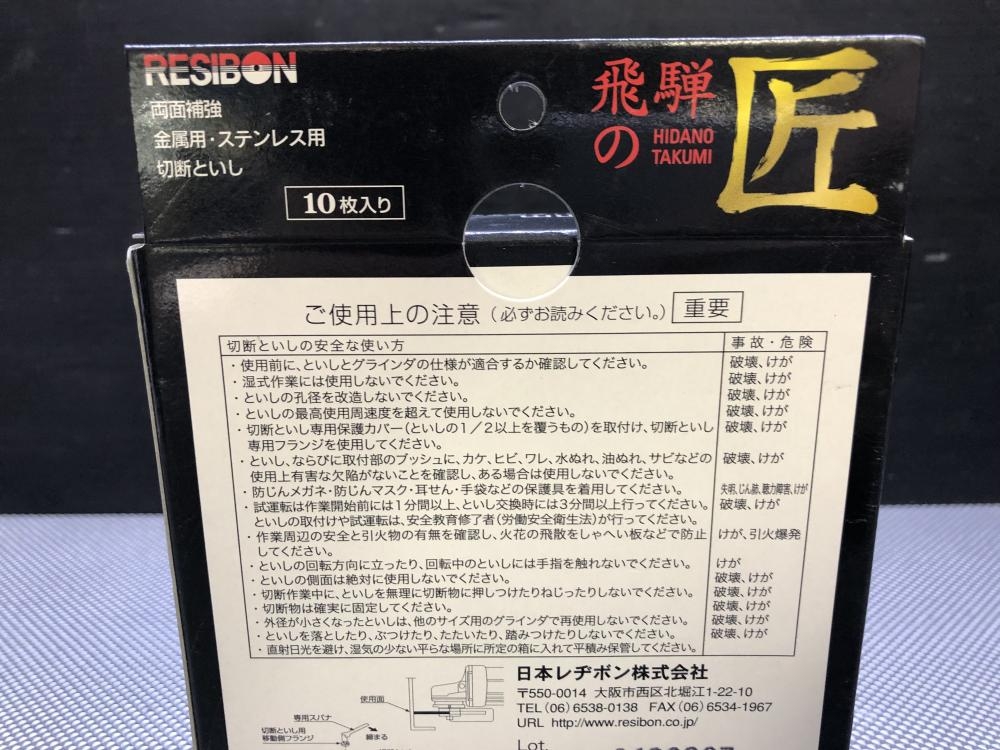 RESIBON
両面補強
金属用・ステンレス用
切断といし
10枚入り
飛騨の
HIDANO
TAKUMI
匠
ご使用上の注意（必ずお読みください。）重要
切断といしの安全な使い方 事故・危険
・使用前に、といしとグラインダの仕様が適合するか確認してください。 破壊、けが
・湿式作業には使用しないでください。 破壊、けが
・といしの孔径を改造しないでください。 破壊、けが
・といしの最高使用周速度を超えて使用しないでください。 破壊、けが
・切断といし専用保護カバー（といしの1／2以上を覆うもの）を取付け、切断といし 破壊、けが
専用フランジを使用してください。
・といし、ならびに取付部のブッシュに、カケ、ヒビ、ワレ、水ぬれ、油ぬれ、サビなどの 破壊、けが
使用上有害な欠陥がないことを確認し、ある場合は使用しないでください。
・防じんメガネ・防じんマスク・耳せん・手袋などの保護具を着用してください。 失明、じん肺、聴力障害、けが
・試運転は作業開始前には1分間以上、といし交換時には3分間以上行ってください。 破壊、けが
といしの取付けや試運転は、安全教育修了者（労働安全衛生法）が行ってください。
・作業周辺の安全と引火物の有無を確認し、火花の飛散をしゃへい板などで防止 けが、引火爆発
してください。
・といしの回転方向に立ったり、回転中のといしには手指を触れないでください。 けが
・といしの側面は絶対に使用しないでください。 破壊、けが
・切断作業中に、といしを無理に切断物に押しつけたりねじったりしないでください。 破壊、けが
・切断物は確実に固定してください。 破壊、けが
・外径が小さくなったといしは、他のサイズ用のグラインダで再使用しないでください。 破壊、けが
・といしを落としたり、ぶつけたり、たたいたり、踏みつけたりしないでください。 破壊、けが
・直射日光を避け、湿気の少ない平らな場所に所定の箱に入れて平積み保管してください。
日本レヂボン株式会社
〒550-0014 大阪市西区北堀江1-22-10
TEL（06）6538-0138 FAX（06）6534-1967
URL http://www.resibon.co.jp/
Lot.
使用面
専用スパナ
締まる
切断といし用
移動側フランジ